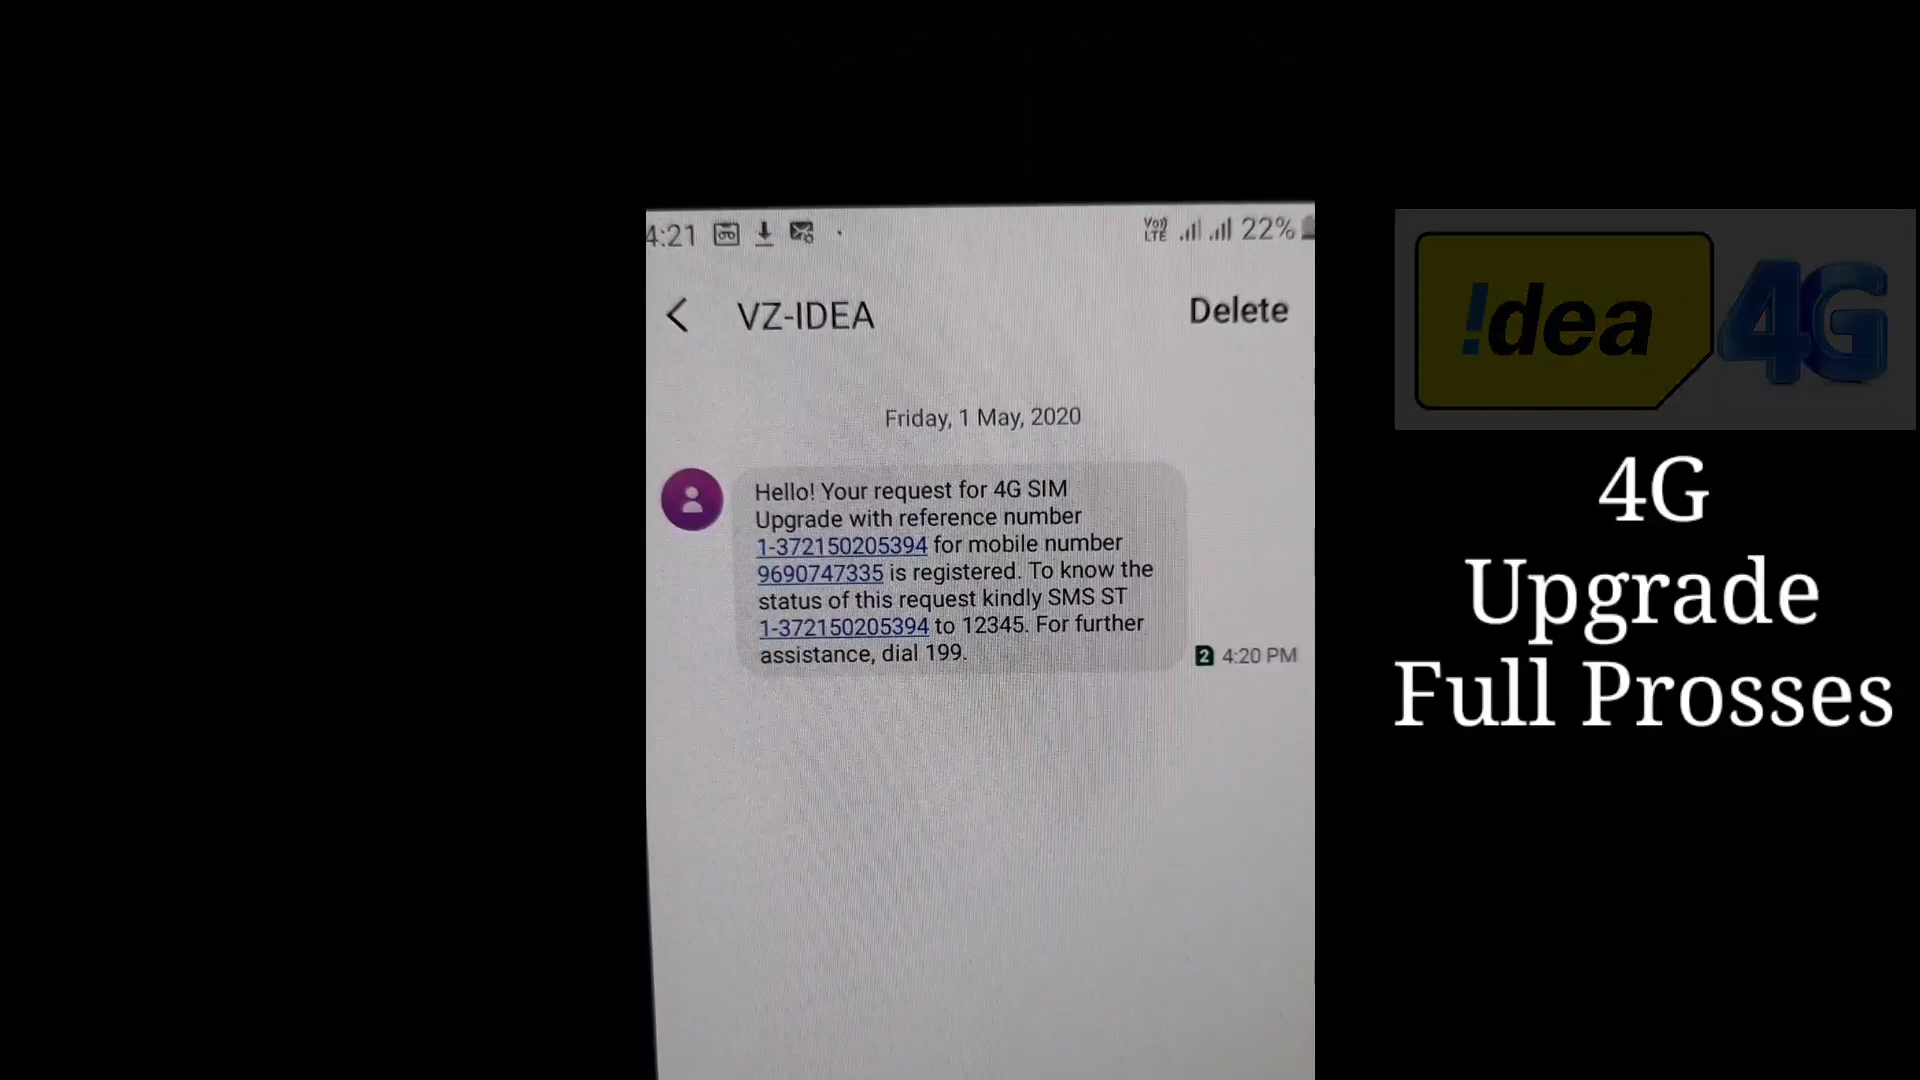 4:21
VoLTE 22%
VZ-IDEA
Delete
Friday, 1 May, 2020
Hello! Your request for 4G SIM
Upgrade with reference number
1-372150205394 for mobile number
9690747335 is registered. To know the
status of this request kindly SMS ST
1-372150205394 to 12345. For further
assistance, dial 199.
2 4:20 PM
!dea 4G
4G
Upgrade
Full Prosses